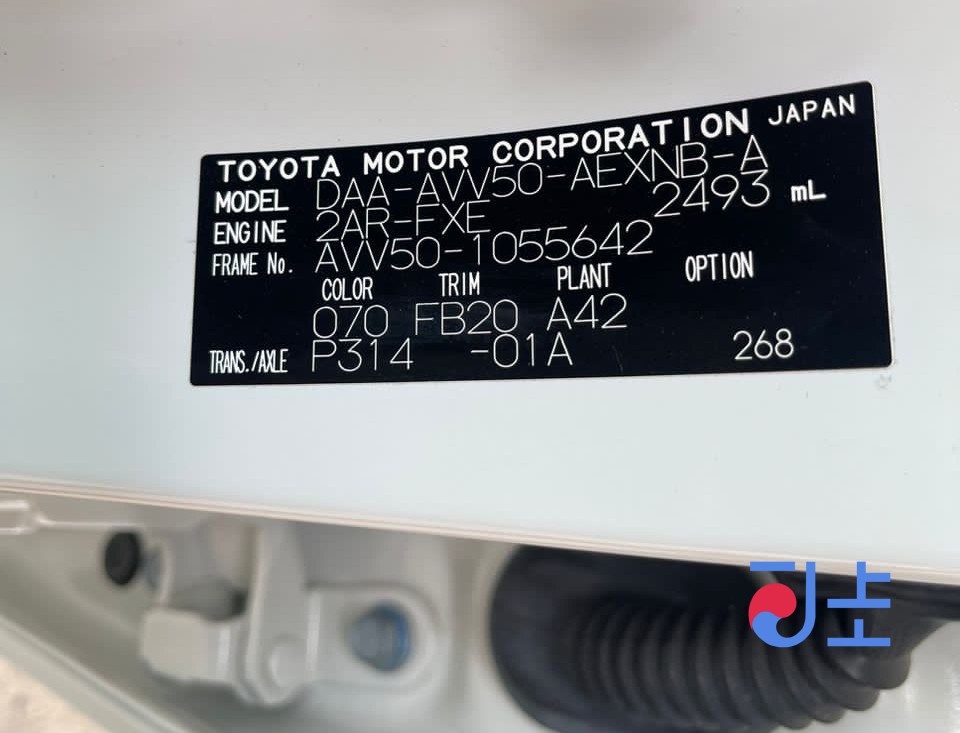 TOYOTA MOTOR CORPORATION JAPAN
MODEL DAA-AVV50-AEXNB-A
ENGINE 2AR-FXE 2493 mL
FRAME No. AVV50-1055642
COLOR TRIM PLANT OPTION
070 FB20 A42
TRANS./AXLE P314 -01A 268